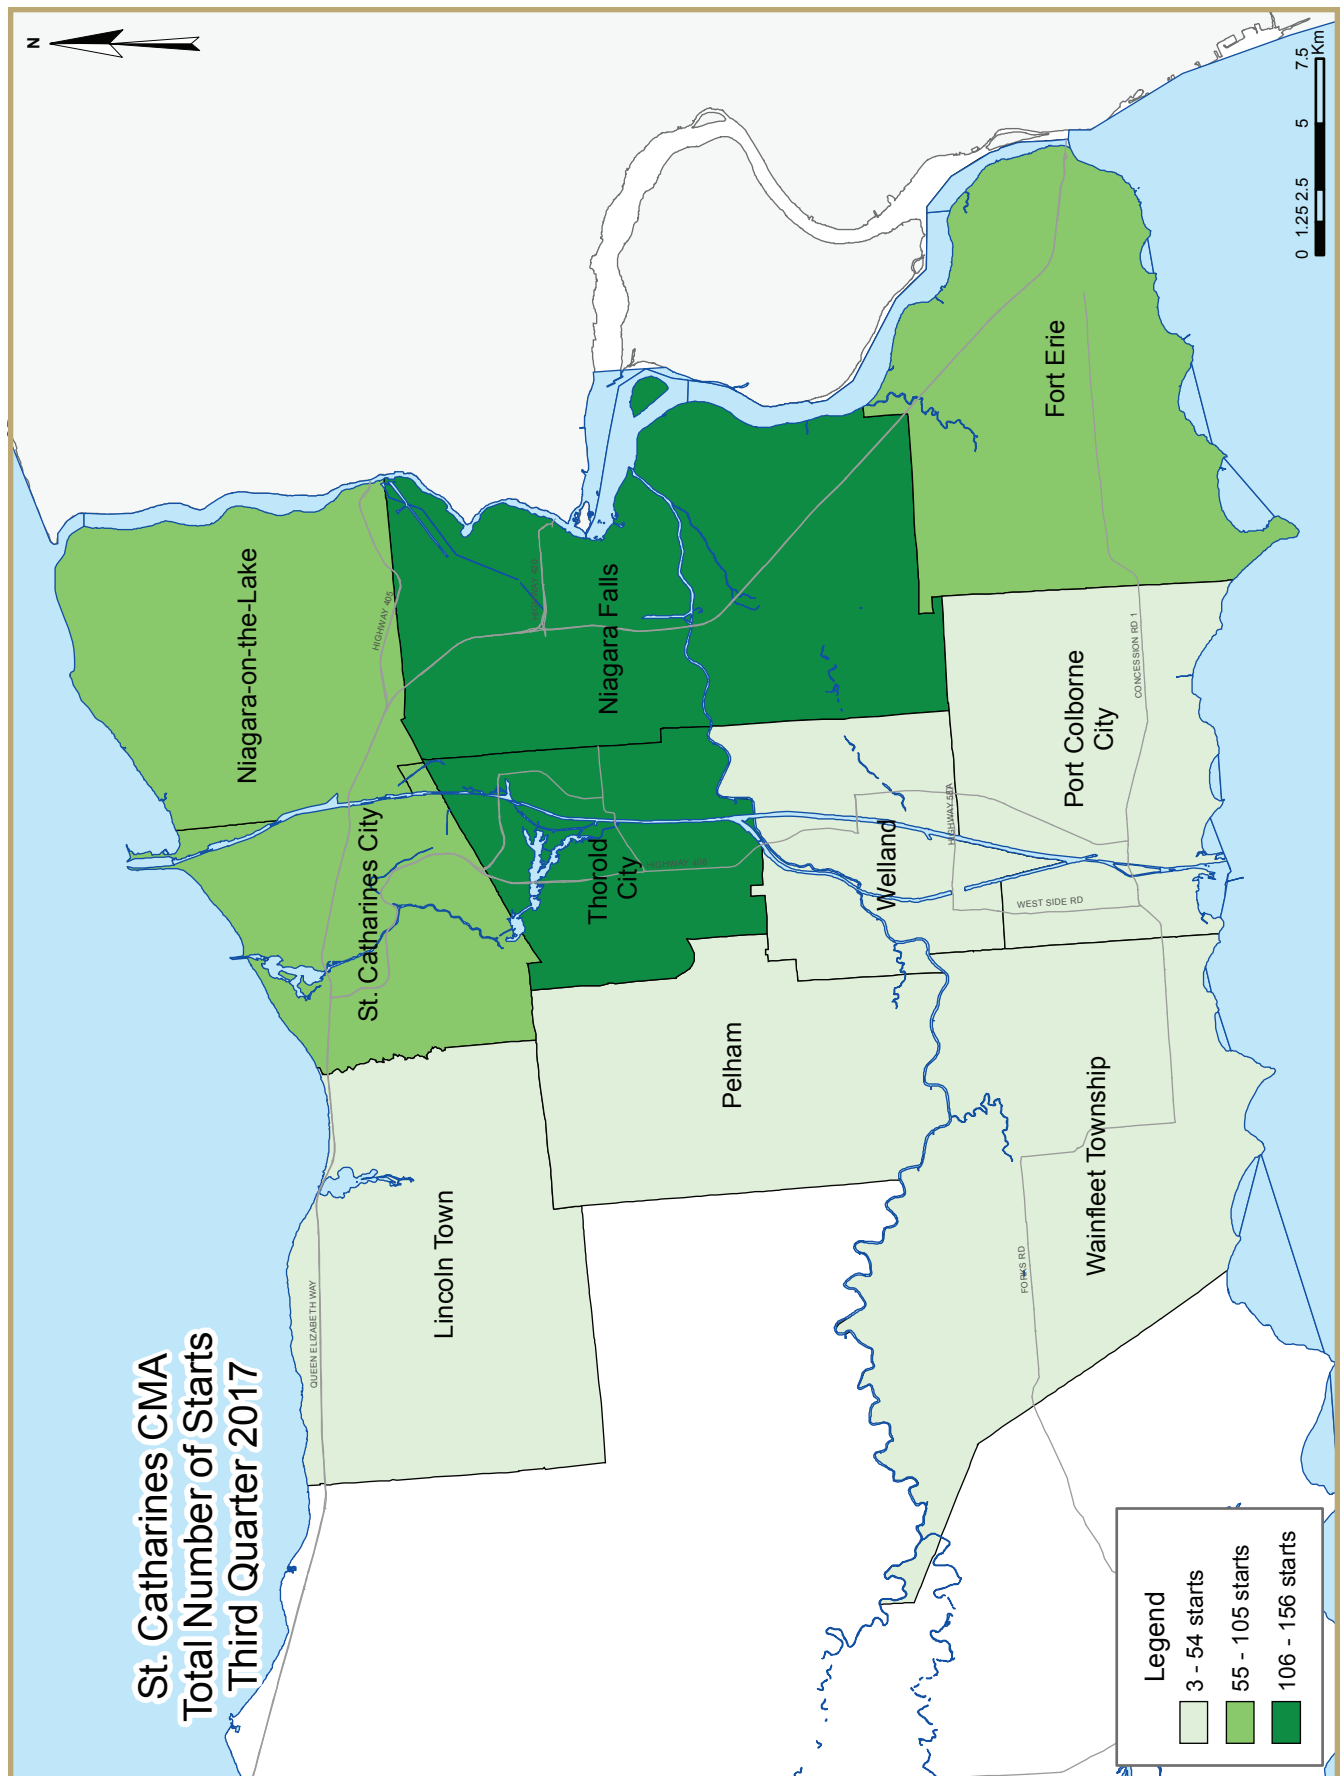 St. Catharines CMA
Total Number of Starts
Third Quarter 2017
N
Niagara-on-the-Lake
HIGHWAY 405
St. Catharines City
QUEEN ELIZABETH WAY
Lincoln Town
Niagara Falls
Thorold
City
HIGHWAY 406
Pelham
Welland
HIGHWAY 58A
Fort Erie
Port Colborne
City
CONCESSION RD 1
WEST SIDE RD
Wainfleet Township
FORKS RD
Legend
3 - 54 starts
55 - 105 starts
106 - 156 starts
0 1.25 2.5 5 7.5
Km